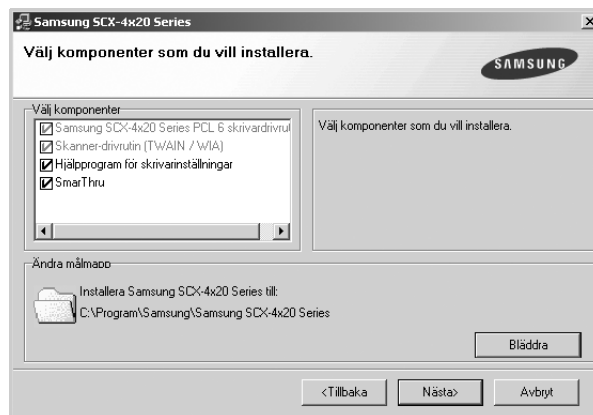 Samsung SCX-4x20 Series
Välj komponenter som du vill installera.
SAMSUNG
Välj komponenter
Samsung SCX-4x20 Series PCL 6 skrivardrivrut
Skanner-drivrutin (TWAIN / WIA)
Hjälpprogram för skrivarinställningar
SmarThru
Välj komponenter som du vill installera.
Ändra målmapp
Installera Samsung SCX-4x20 Series till:
C:\Program\Samsung\Samsung SCX-4x20 Series
Bläddra
<Tillbaka
Nästa>
Avbryt